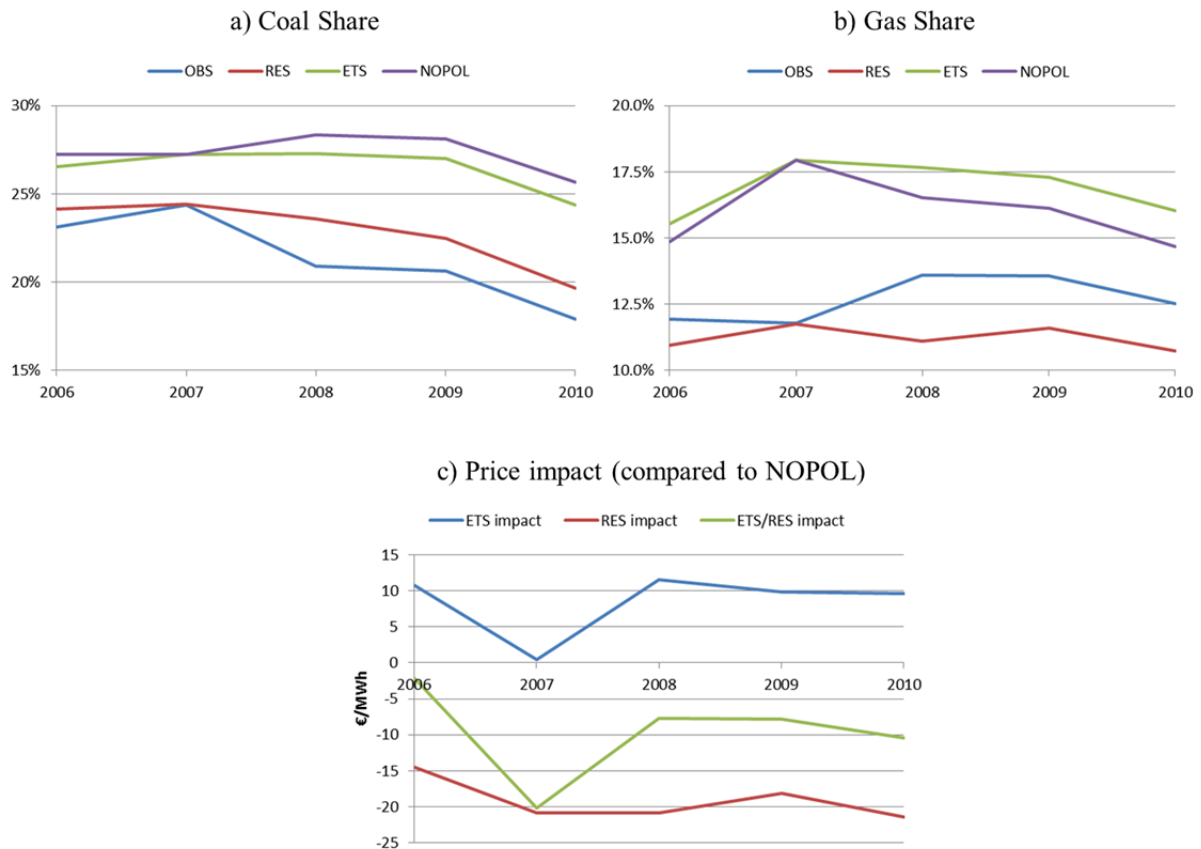 a) Coal Share
OBS RES ETS NOPOL
30%
25%
20%
15%
2006 2007 2008 2009 2010
b) Gas Share
OBS RES ETS NOPOL
20.0%
17.5%
15.0%
12.5%
10.0%
2006 2007 2008 2009 2010
c) Price impact (compared to NOPOL)
ETS impact RES impact ETS/RES impact
€/MWh
15
10
5
0
2006 2007 2008 2009 2010
-5
-10
-15
-20
-25